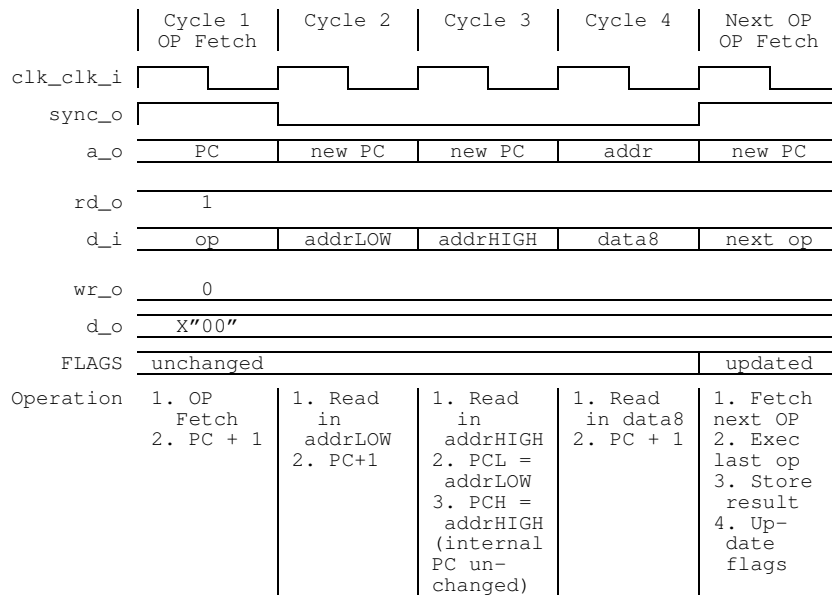 Cycle 1 Cycle 2 Cycle 3 Cycle 4 Next OP
OP Fetch OP Fetch
clk_clk_i
sync_o
a_o PC new PC new PC addr new PC
rd_o 1
d_i op addrLOW addrHIGH data8 next op
wr_o 0
d_o X"00"
FLAGS unchanged updated
Operation 1. OP 1. Read 1. Read 1. Read 1. Fetch
Fetch in in in data8 next OP
2. PC + 1 addrLOW addrHIGH 2. PC + 1 2. Exec
2. PC+1 2. PCL = last op
addrLOW 3. Store
3. PCH = result
addrHIGH 4. Up-
(internal date
PC un- flags
changed)